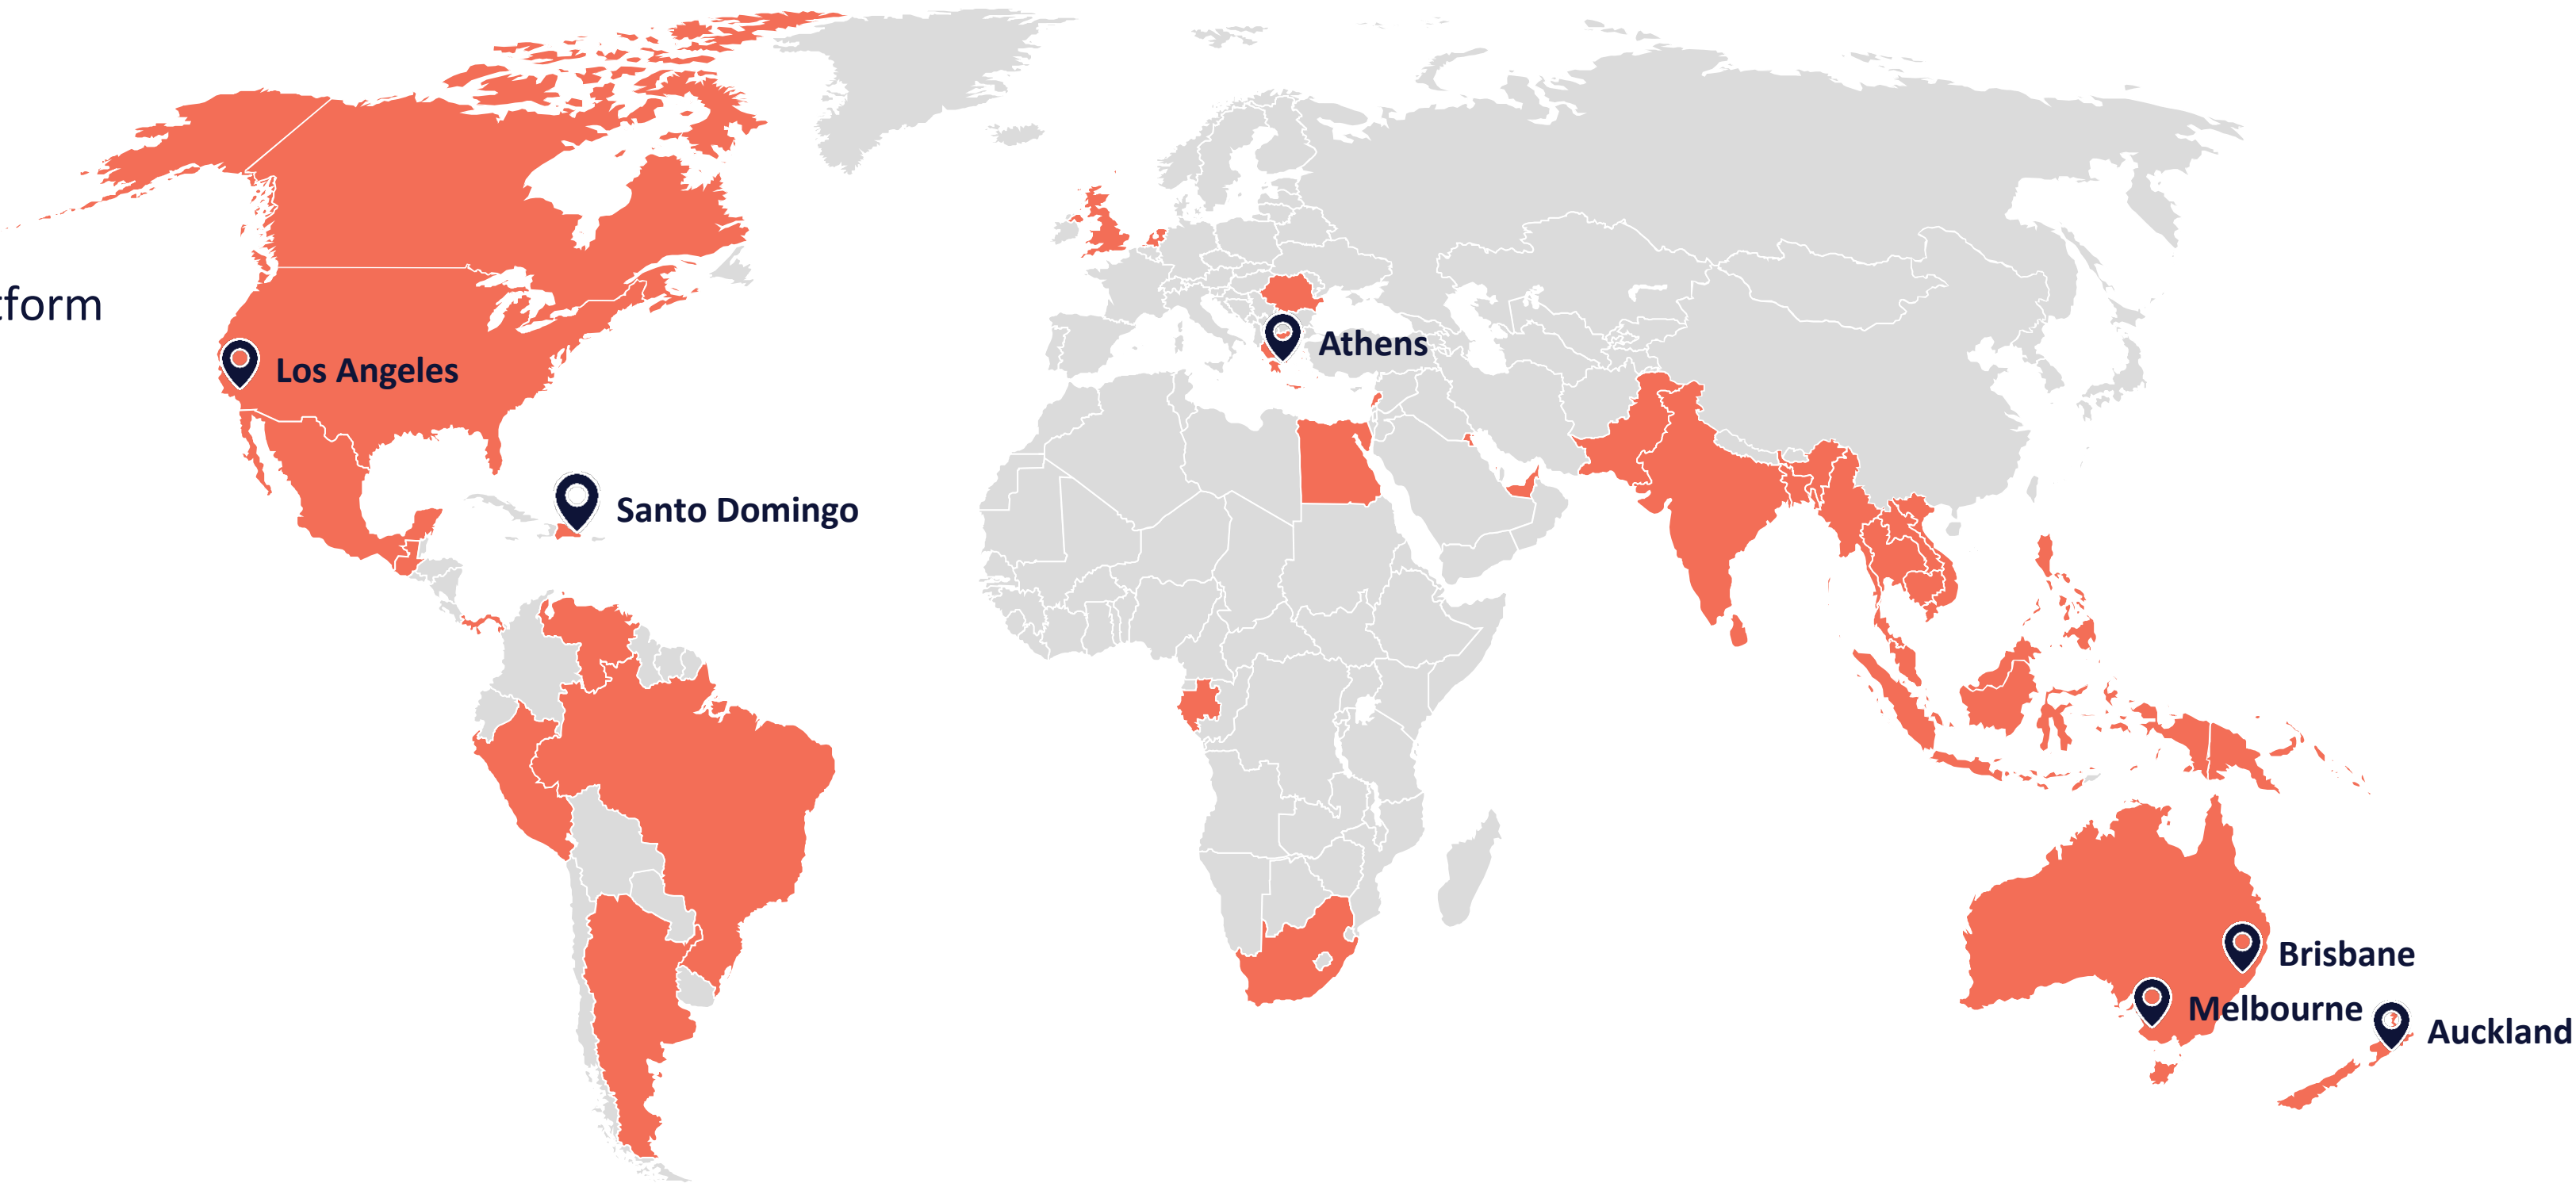 tform
Los Angeles
Athens
Santo Domingo
Brisbane
Melbourne
Auckland